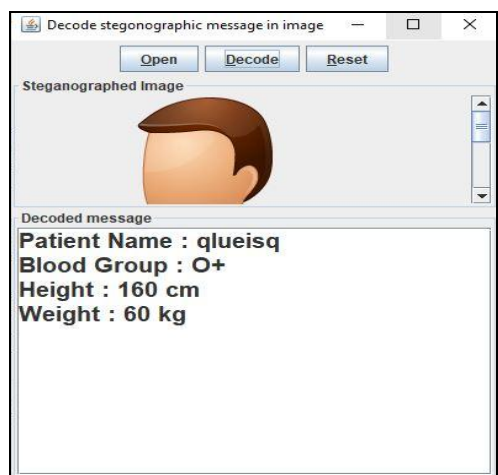 Decode stegonographic message in image
Open Decode Reset
Steganographed Image
Decoded message
Patient Name : qlueisq
Blood Group : O+
Height : 160 cm
Weight : 60 kg